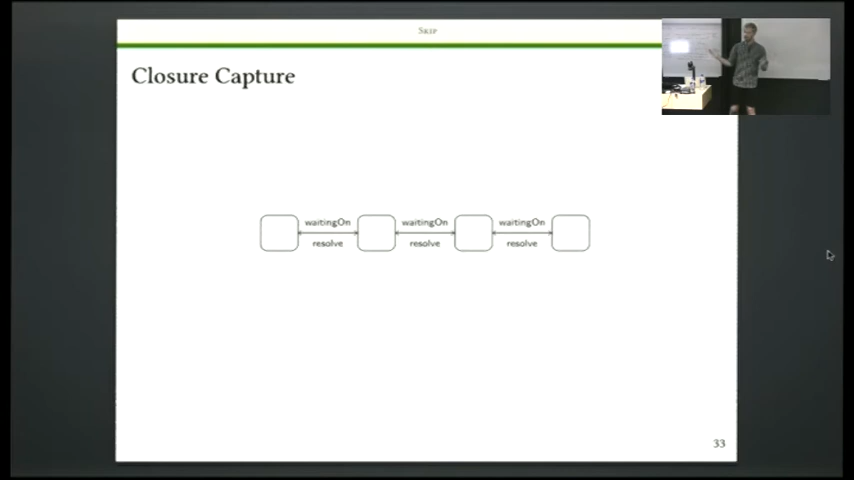 Skip
Closure Capture
waitingOn waitingOn waitingOn
resolve resolve resolve
33